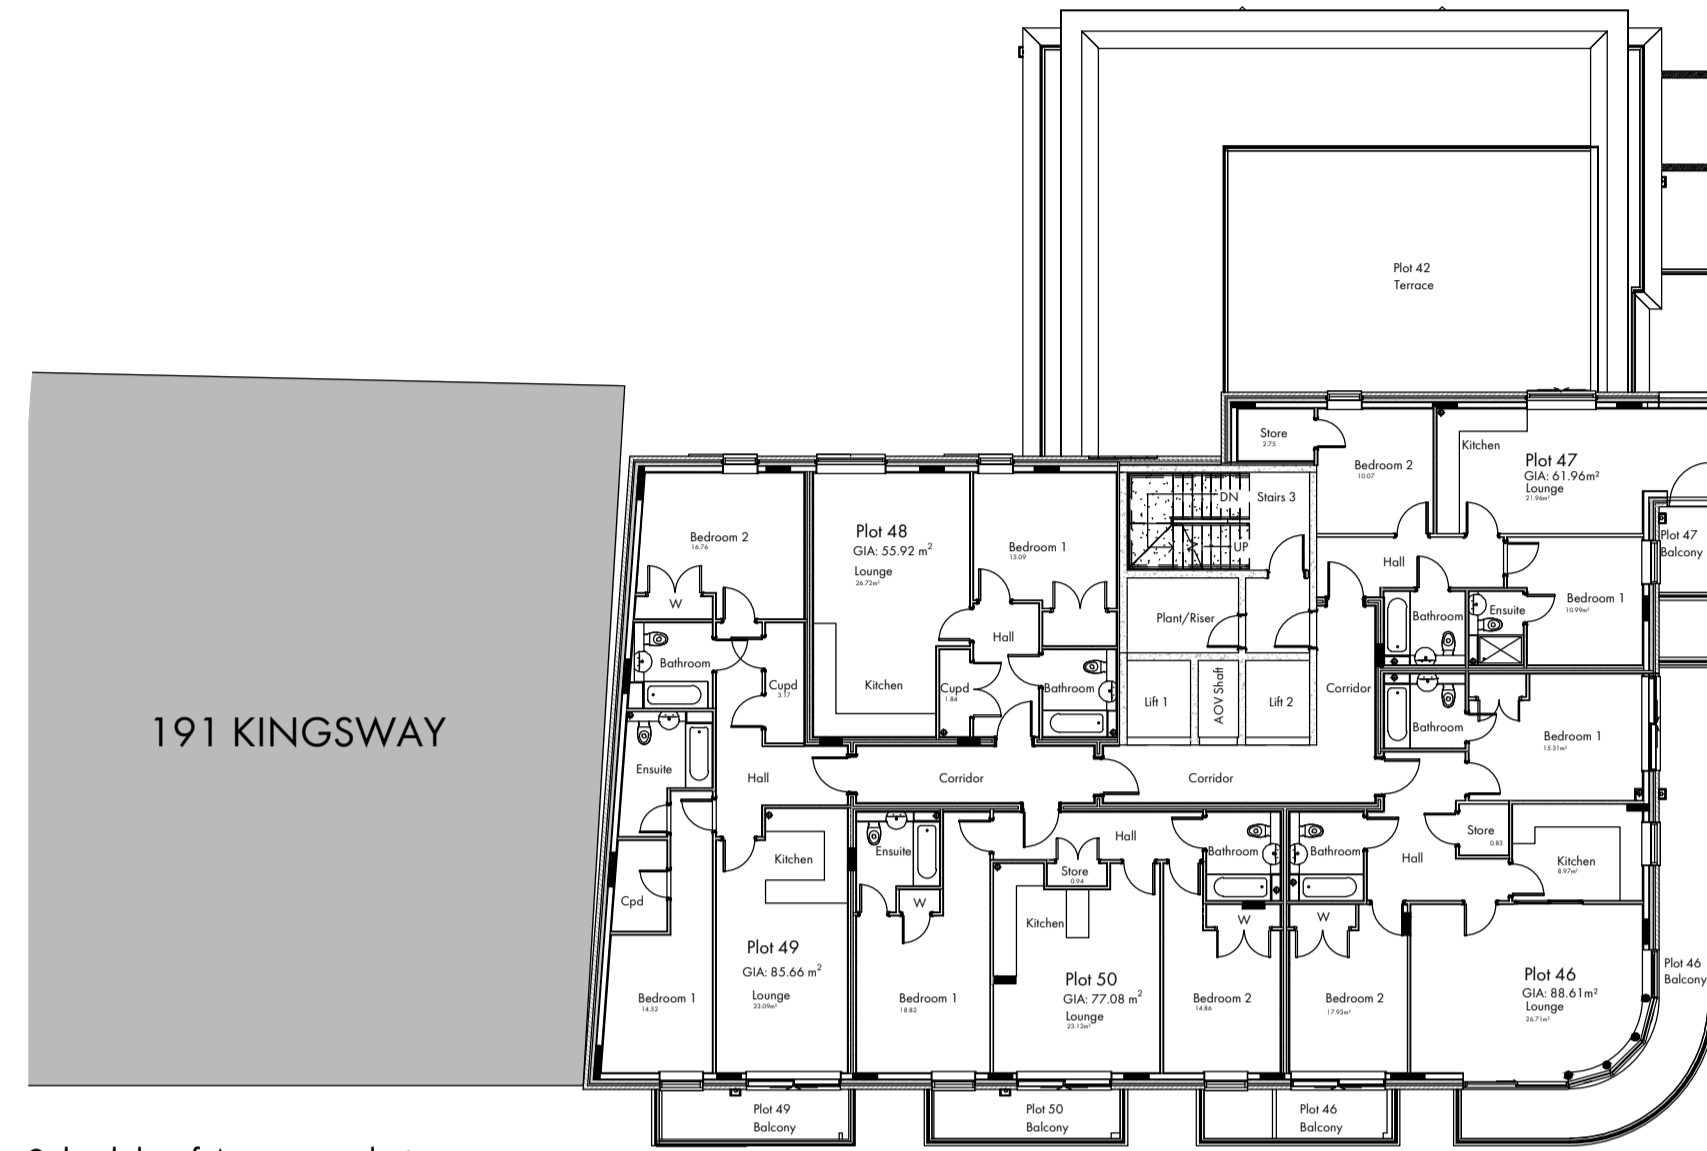 Plot 42
Terrace
191 KINGSWAY
Store
2.75
Bedroom 2
10.07
Kitchen
Plot 47
GIA: 61.96m²
Lounge
21.96m²
Plot 47
Balcony
Hall
Bedroom 1
10.99m²
Bathroom
Ensuite
DN
Stairs 3
UP
Plant/Riser
Lift 1
AOV Shaft
Lift 2
Corridor
Bedroom 2
16.76
W
Bathroom
Cupd
3.17
Ensuite
Hall
Plot 48
GIA: 55.92 m²
Lounge
26.72m²
Kitchen
Bedroom 1
15.09
Hall
Cupd
1.84
Bathroom
Corridor
Corridor
Bathroom
Bedroom 1
15.31m²
Store
0.83
Kitchen
8.97m²
Hall
Cpd
Kitchen
Plot 49
GIA: 85.66 m²
Lounge
23.09m²
Bedroom 1
14.52
Ensuite
W
Bedroom 1
18.82
Hall
Store
0.94
Kitchen
Plot 50
GIA: 77.08 m²
Lounge
23.12m²
Bathroom
W
Bedroom 2
14.86
Bathroom
W
Bedroom 2
17.93m²
Plot 46
GIA: 88.61m²
Lounge
26.71m²
Plot 46
Balcony
Plot 49
Balcony
Plot 50
Balcony
Plot 46
Balcony